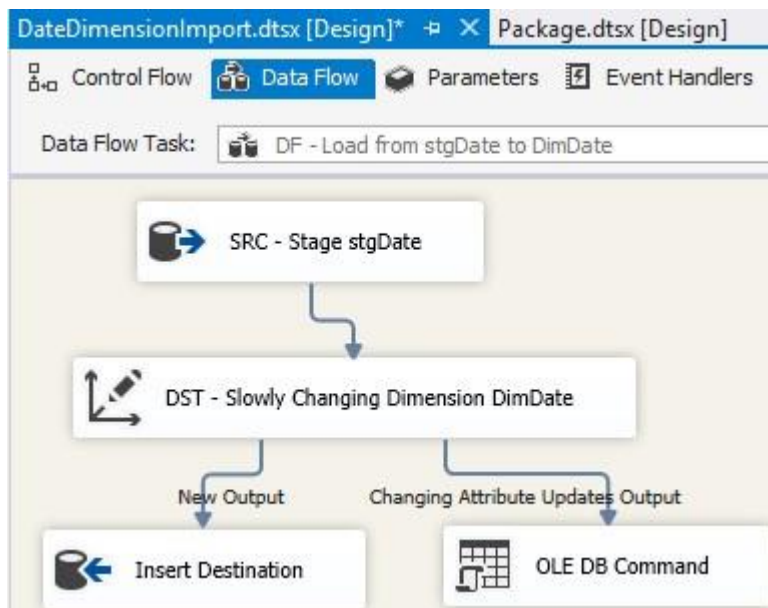 DateDimensionImport.dtsx [Design]* Package.dtsx [Design]
Control Flow Data Flow Parameters Event Handlers
Data Flow Task: DF - Load from stgDate to DimDate
SRC - Stage stgDate
DST - Slowly Changing Dimension DimDate
New Output Changing Attribute Updates Output
Insert Destination OLE DB Command